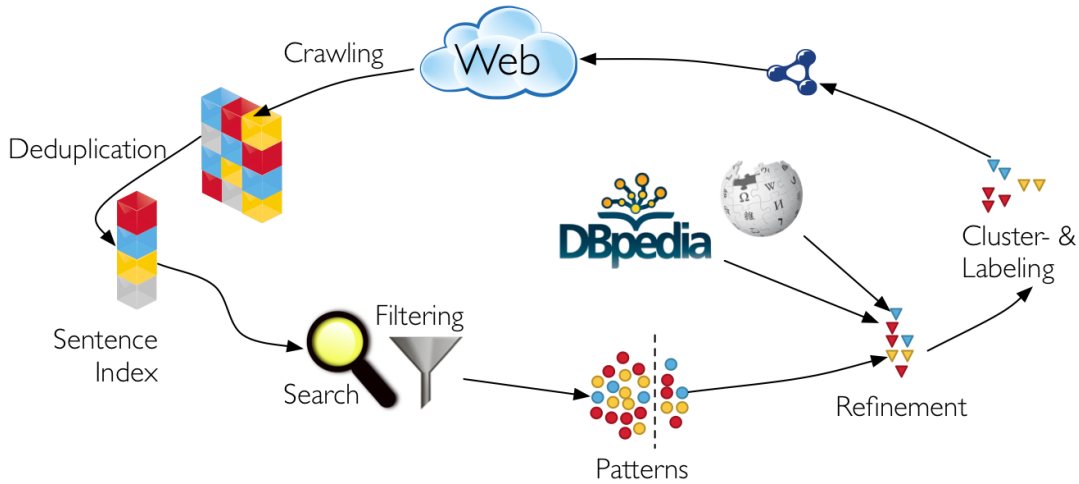 Crawling
Web
Deduplication
DBpedia
Cluster- &
Labeling
Sentence
Index
Filtering
Search
Refinement
Patterns